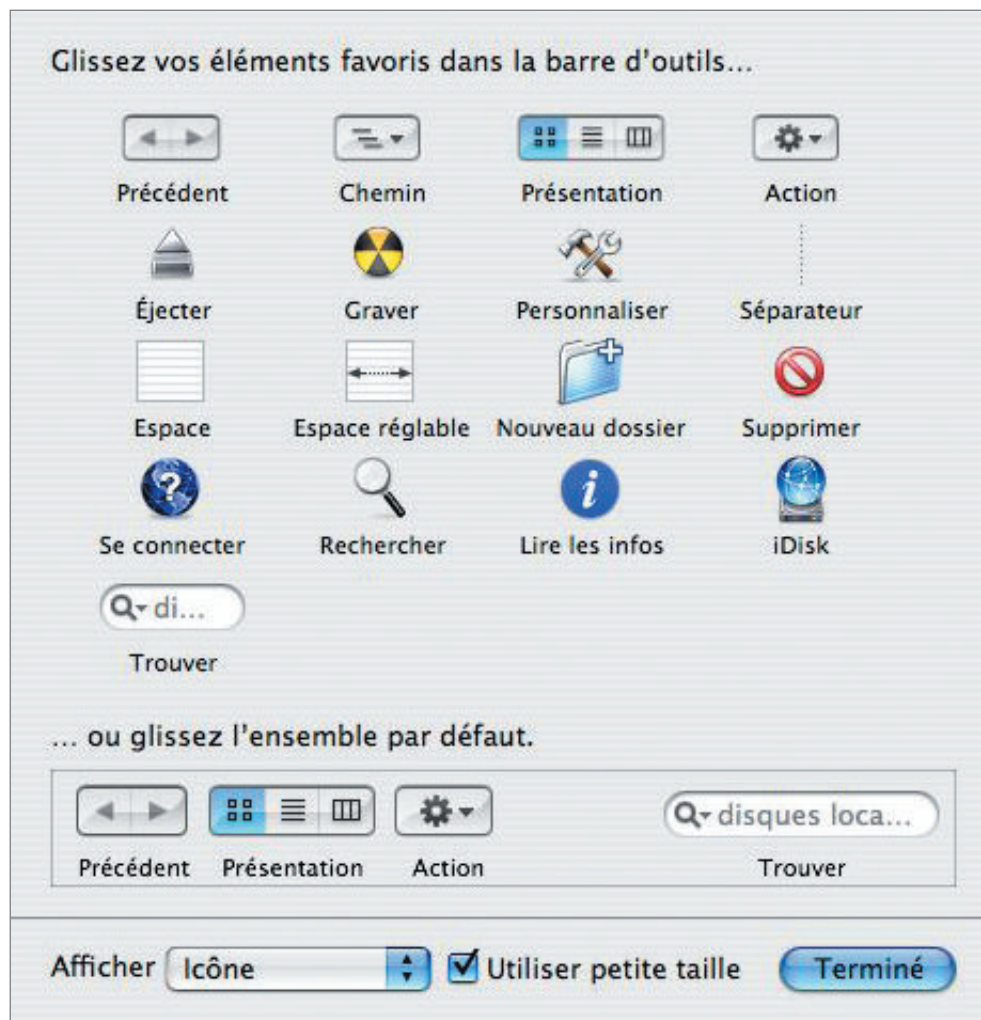 Glissez vos éléments favoris dans la barre d'outils...
Précédent Chemin Présentation Action
Éjecter Graver Personnaliser Séparateur
Espace Espace réglable Nouveau dossier Supprimer
Se connecter Rechercher Lire les infos iDisk
di...
Trouver
... ou glissez l'ensemble par défaut.
disques loca...
Précédent Présentation Action Trouver
Afficher Icône Utiliser petite taille Terminé